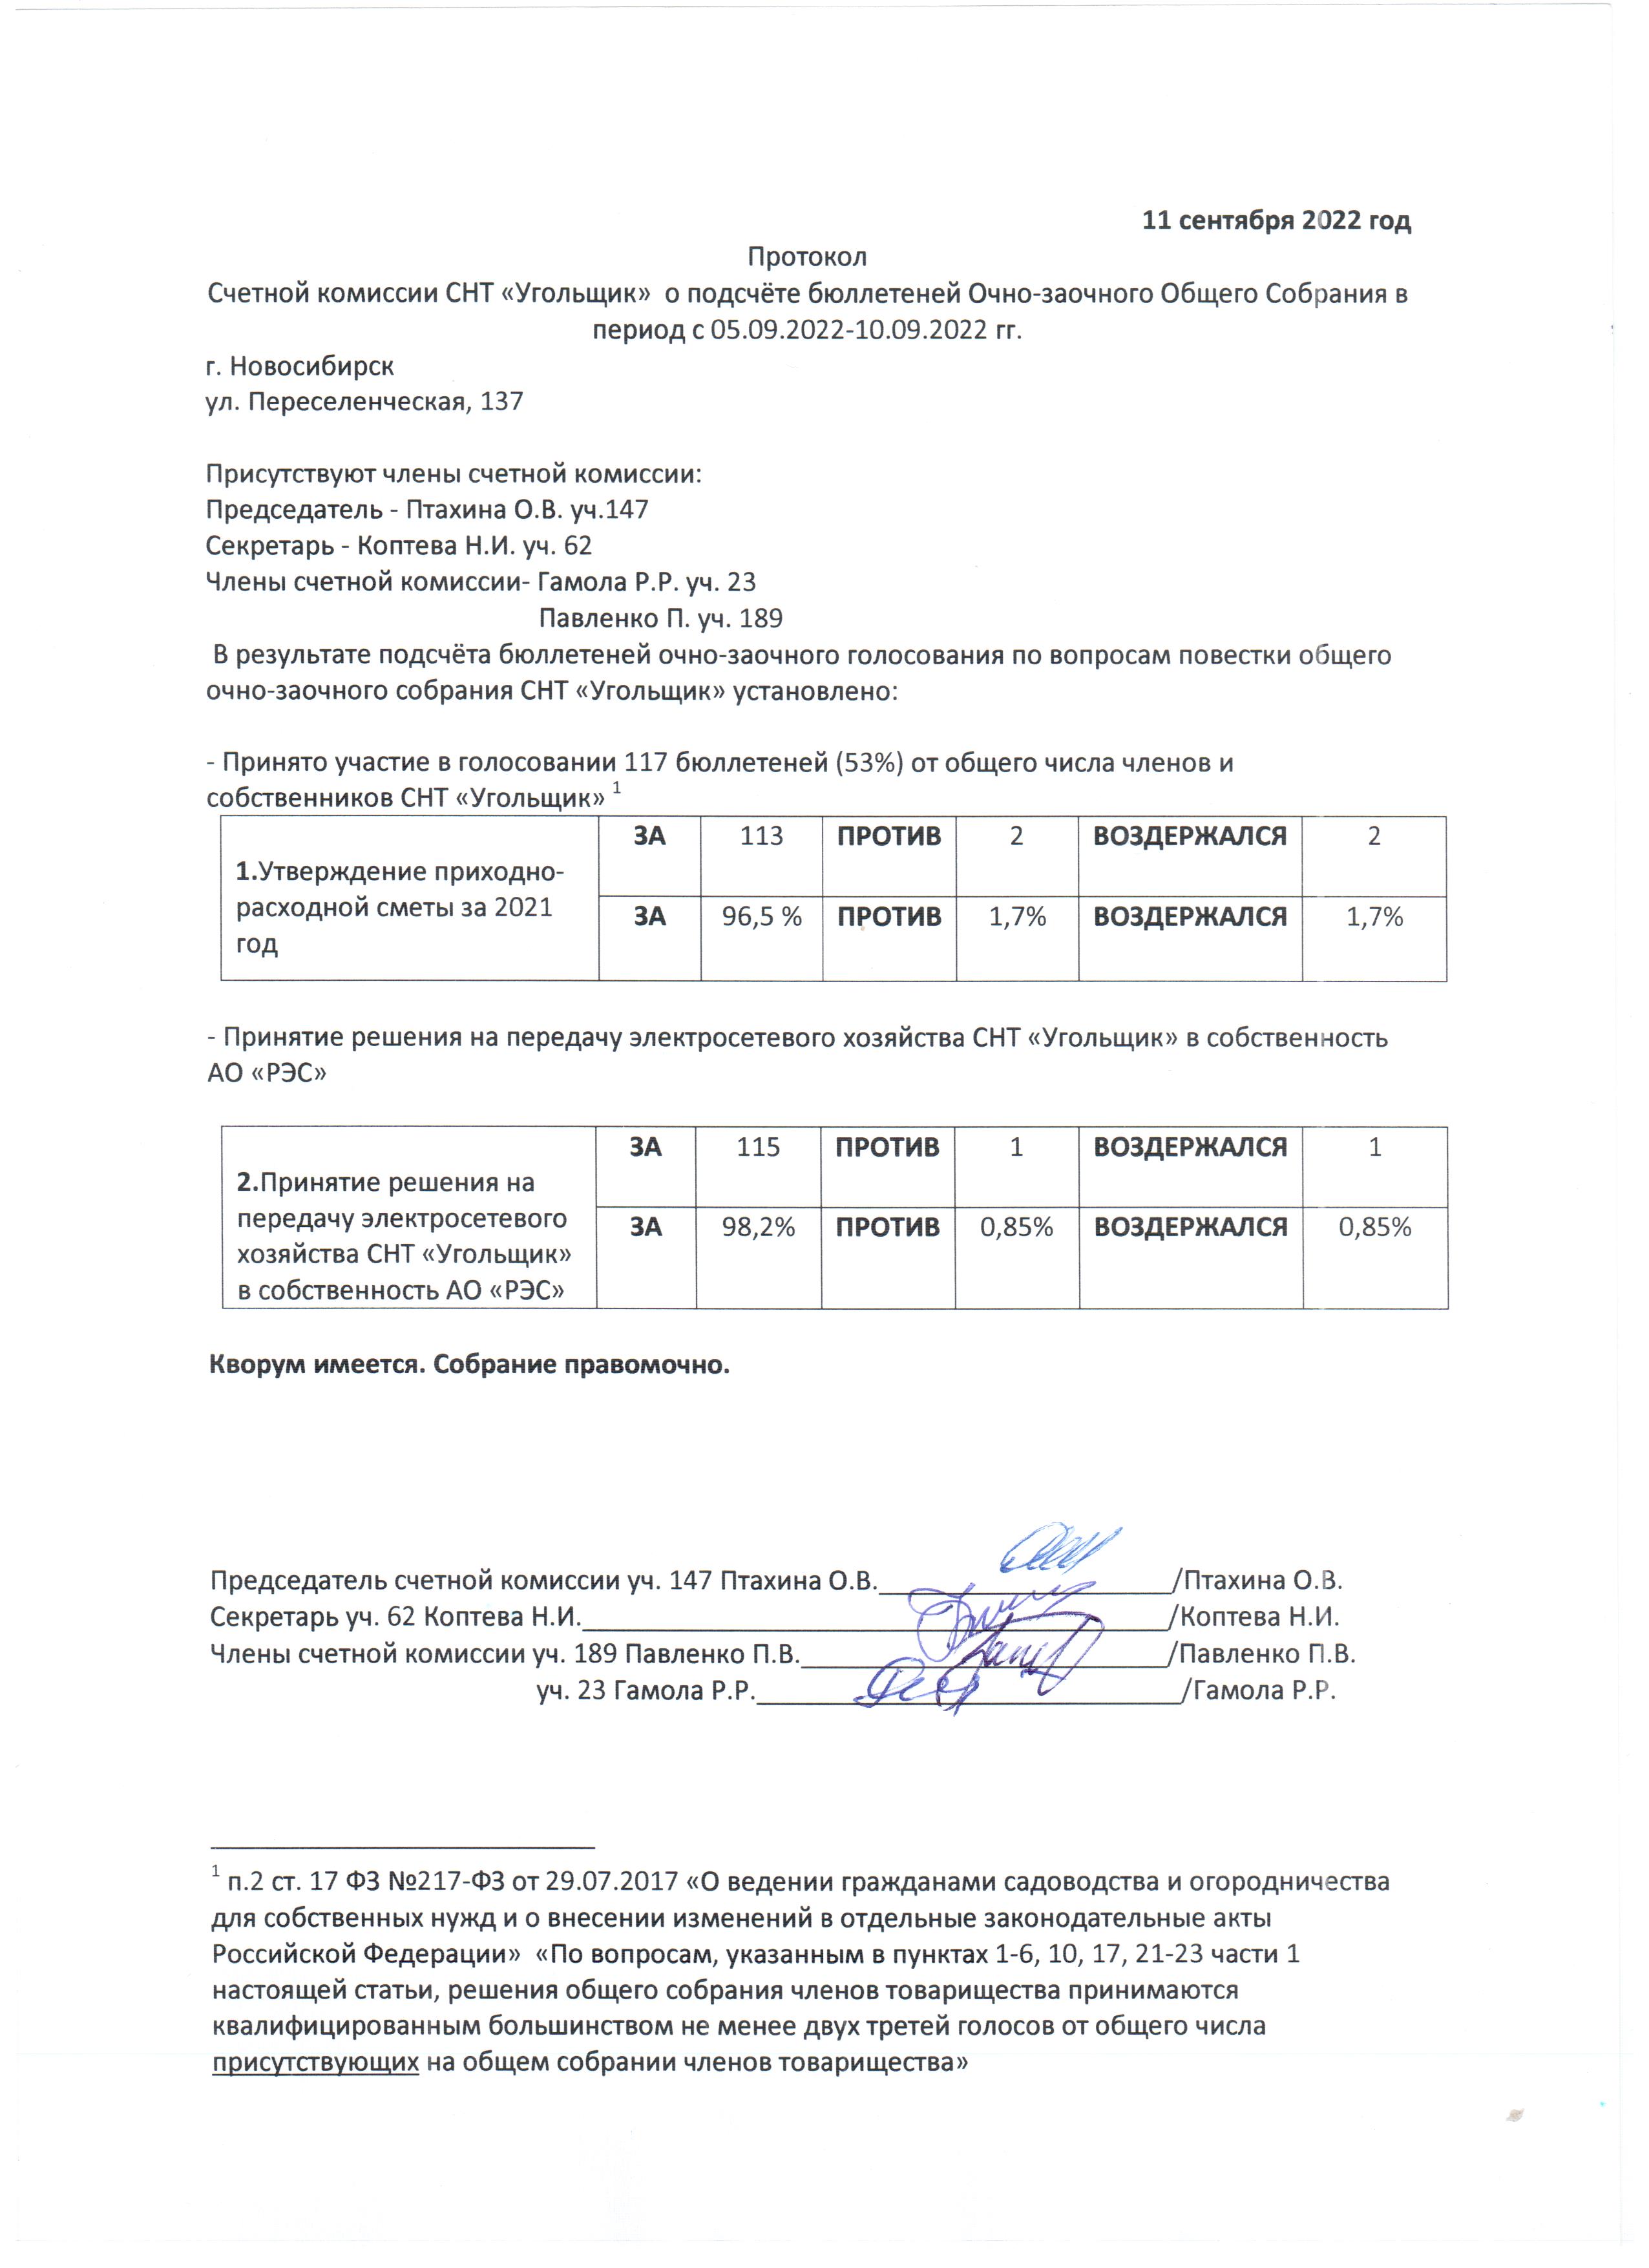 11 сентября 2022 год
Протокол
Счетной комиссии СНТ «Угольщик» о подсчёте бюллетеней Очно-заочного Общего Собрания в
период с 05.09.2022-10.09.2022 гг.
г. Новосибирск
ул. Переселенческая, 137
Присутствуют члены счетной комиссии:
Председатель - Птахина О.В. уч.147
Секретарь - Коптева Н.И. уч. 62
Члены счетной комиссии- Гамола Р.Р. уч. 23
Павленко П. уч. 189
В результате подсчёта бюллетеней очно-заочного голосования по вопросам повестки общего
очно-заочного собрания СНТ «Угольщик» установлено:
- Принято участие в голосовании 117 бюллетеней (53%) от общего числа членов и
собственников СНТ «Угольщик» 1
ЗА 113 ПРОТИВ 2 ВОЗДЕРЖАЛСЯ 2
1.Утверждение приходно-
расходной сметы за 2021
год
ЗА 96,5 % ПРОТИВ 1,7% ВОЗДЕРЖАЛСЯ 1,7%
- Принятие решения на передачу электросетевого хозяйства СНТ «Угольщик» в собственность
АО «РЭС»
ЗА 115 ПРОТИВ 1 ВОЗДЕРЖАЛСЯ 1
2.Принятие решения на
передачу электросетевого
хозяйства СНТ «Угольщик»
в собственность АО «РЭС»
ЗА 98,2% ПРОТИВ 0,85% ВОЗДЕРЖАЛСЯ 0,85%
Кворум имеется. Собрание правомочно.
Председатель счетной комиссии уч. 147 Птахина О.В.____________________/Птахина О.В.
Секретарь уч. 62 Коптева Н.И.________________________________________/Коптева Н.И.
Члены счетной комиссии уч. 189 Павленко П.В._________________________/Павленко П.В.
уч. 23 Гамола Р.Р._____________________________/Гамола Р.Р.
1 п.2 ст. 17 ФЗ №217-ФЗ от 29.07.2017 «О ведении гражданами садоводства и огородничества
для собственных нужд и о внесении изменений в отдельные законодательные акты
Российской Федерации» «По вопросам, указанным в пунктах 1-6, 10, 17, 21-23 части 1
настоящей статьи, решения общего собрания членов товарищества принимаются
квалифицированным большинством не менее двух третей голосов от общего числа
присутствующих на общем собрании членов товарищества»